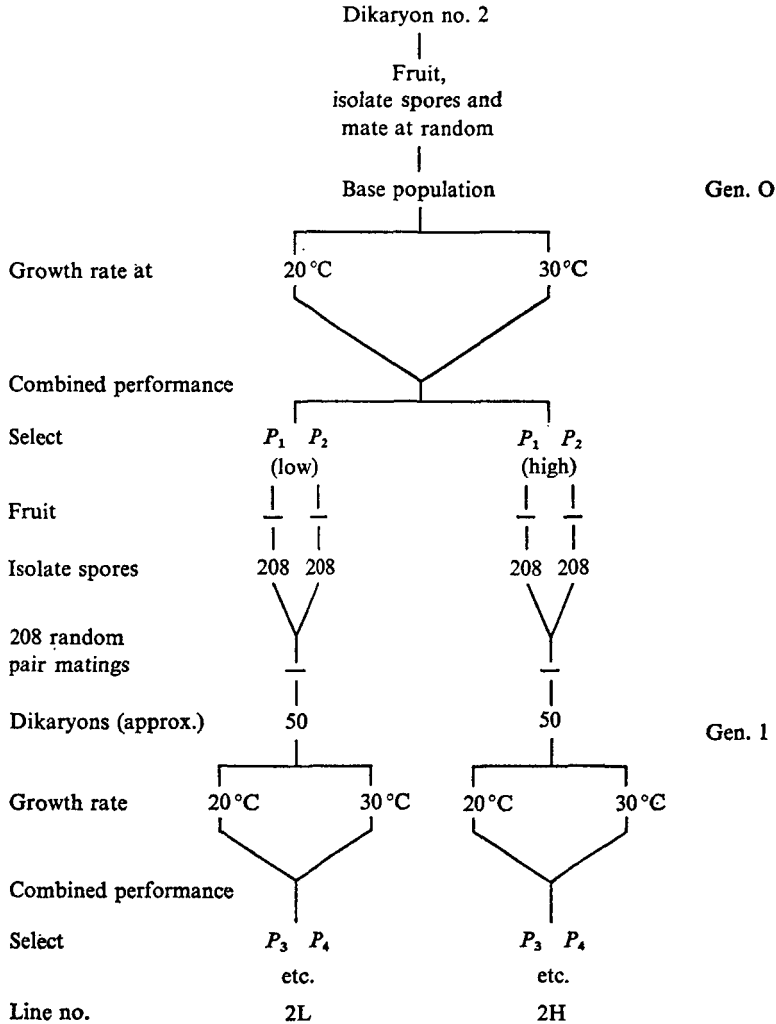 Dikaryon no. 2
Fruit,
isolate spores and
mate at random
Base population Gen. O
Growth rate at 20 °C 30 °C
Combined performance
Select P₁ P₂ P₁ P₂
(low) (high)
Fruit
Isolate spores 208 208 208 208
208 random
pair matings
Dikaryons (approx.) 50 50
Gen. 1
Growth rate 20 °C 30 °C 20 °C 30 °C
Combined performance
Select P₃ P₄ P₃ P₄
etc. etc.
Line no. 2L 2H